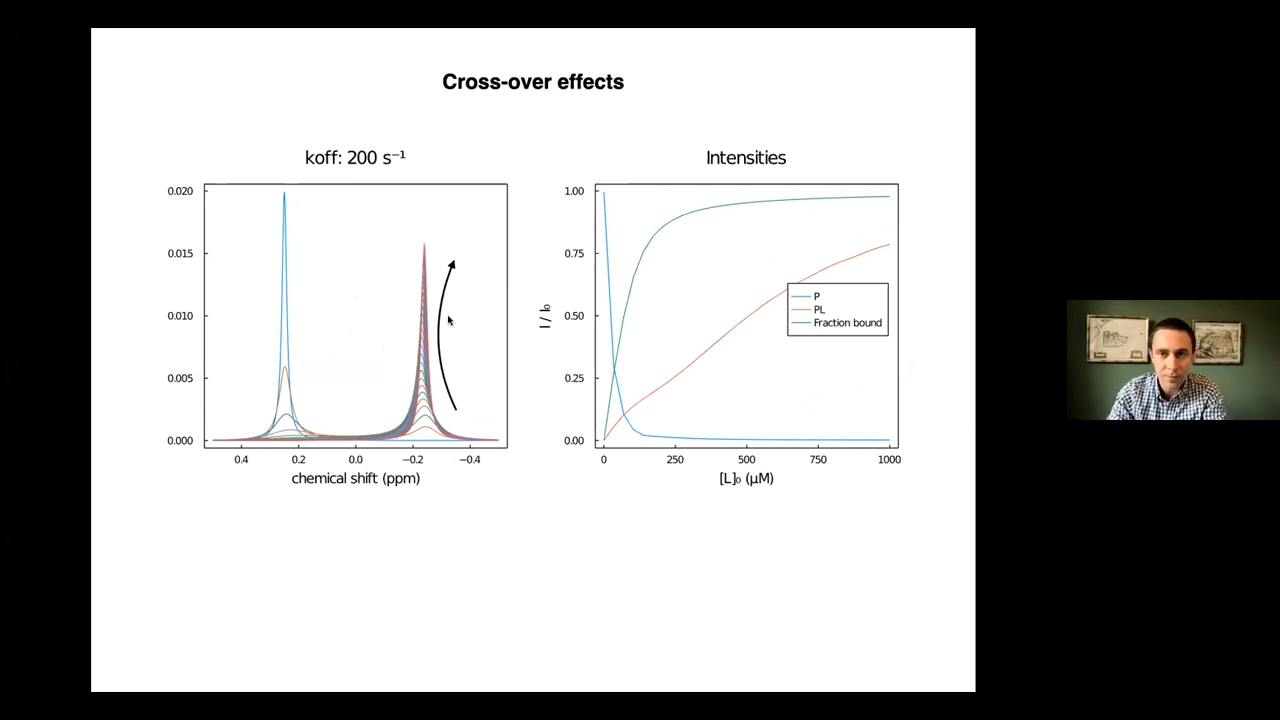 Cross-over effects
koff: 200 s⁻¹
0.020
0.015
0.010
0.005
0.000
0.4 0.2 0.0 −0.2 −0.4
chemical shift (ppm)
Intensities
I / I₀
1.00
0.75
0.50
0.25
0.00
P
PL
Fraction bound
0 250 500 750 1000
[L]₀ (μM)